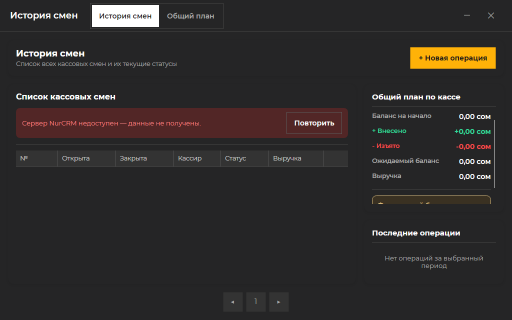 История смен
История смен
Общий план
История смен
Список всех кассовых смен и их текущие статусы
+ Новая операция
Список кассовых смен
Сервер NurCRM недоступен — данные не получены.
Повторить
№ Открыта Закрыта Кассир Статус Выручка
Общий план по кассе
Баланс на начало 0,00 сом
+ Внесено +0,00 сом
- Изъято -0,00 сом
Ожидаемый баланс 0,00 сом
Выручка 0,00 сом
Последние операции
Нет операций за выбранный
период
1